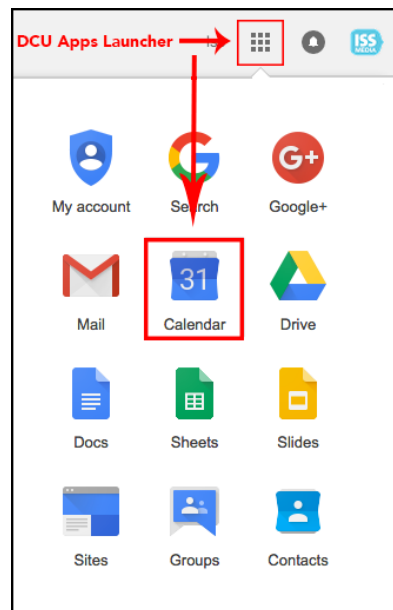 DCU Apps Launcher
ISS
MEDIA
My account Search Google+
G+
31
Mail Calendar Drive
Docs Sheets Slides
Sites Groups Contacts